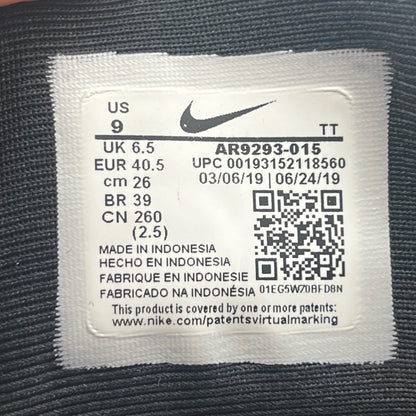 US
9 TT
UK 6.5 AR9293-015
EUR 40.5 UPC 00193152118560
cm 26 03/06/19 | 06/24/19
BR 39
CN 260
(2.5)
MADE IN INDONESIA
HECHO EN INDONESIA
FABRIQUE EN INDONESIE
FABRICADO NA INDONÉSIA 01EG5WZ0BFD8N
This product is covered by one or more patents:
www.nike.com/patentsvirtualmarking